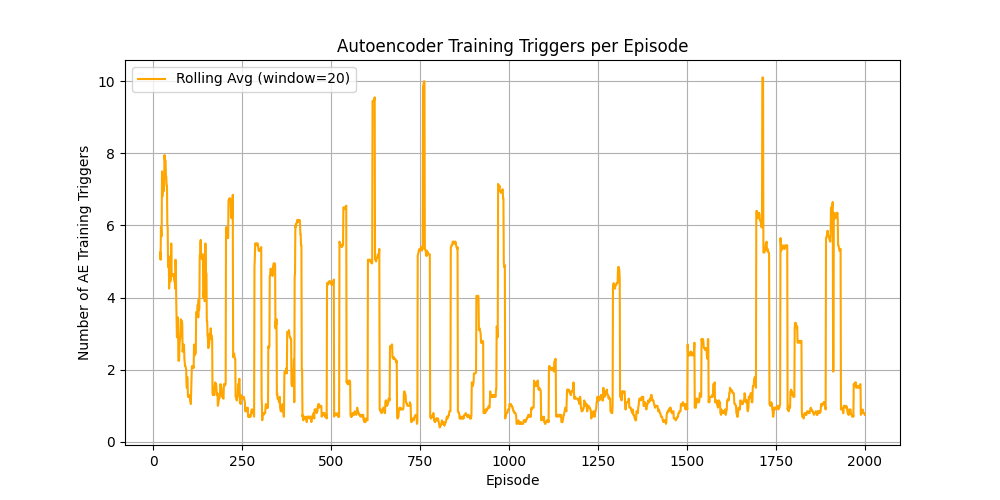 Autoencoder Training Triggers per Episode
Rolling Avg (window=20)
Number of AE Training Triggers
10
8
6
4
2
0
0 250 500 750 1000 1250 1500 1750 2000
Episode